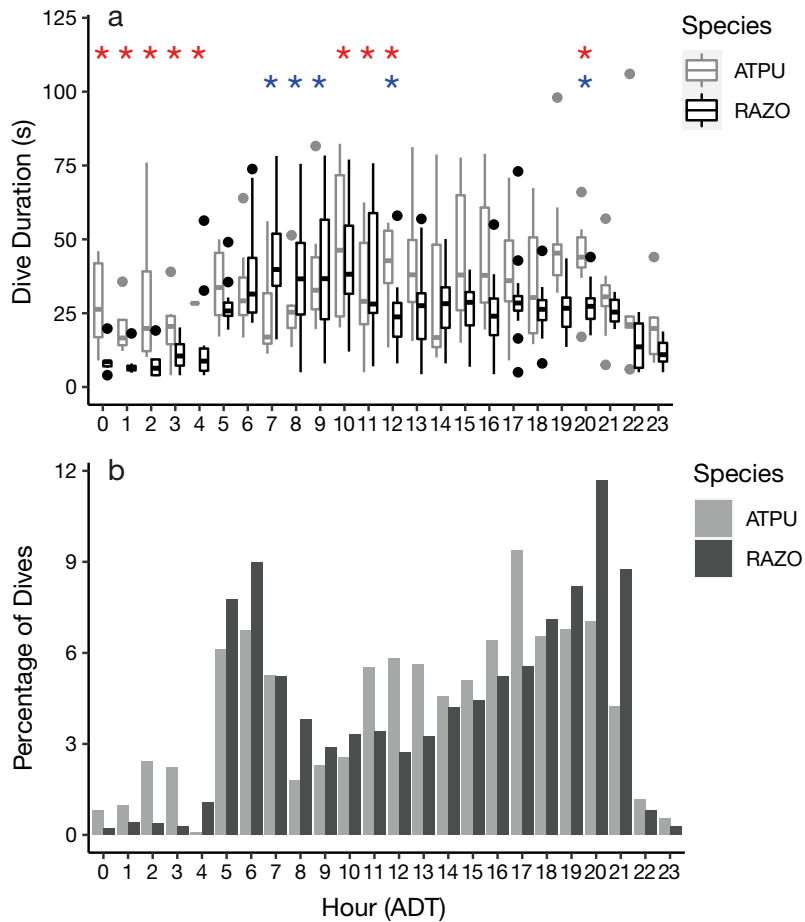 a
125
100
75
50
25
0
Dive Duration (s)
* * * * * * * * *
* * * * *
Species
ATPU
RAZO
0 1 2 3 4 5 6 7 8 9 10 11 12 13 14 15 16 17 18 19 20 21 22 23
b
12
9
6
3
0
Percentage of Dives
Species
ATPU
RAZO
0 1 2 3 4 5 6 7 8 9 10 11 12 13 14 15 16 17 18 19 20 21 22 23
Hour (ADT)